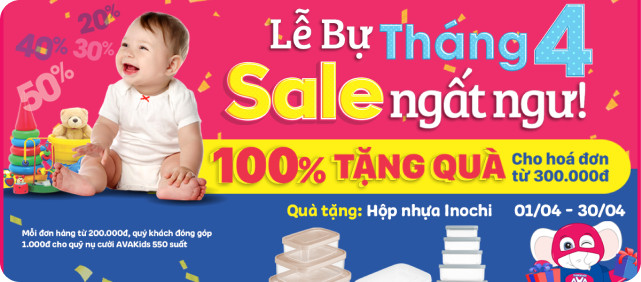 20%
40% 30%
50%
Lễ Bự Tháng 4
Sale ngất ngư!
100% TẶNG QUÀ
Cho hoá đơn
từ 300.000đ
Quà tặng: Hộp nhựa Inochi 01/04 - 30/04
Mỗi đơn hàng từ 200.000đ, quý khách đóng góp
1.000đ cho quỹ nụ cười AVAKids 550 suất
AVA